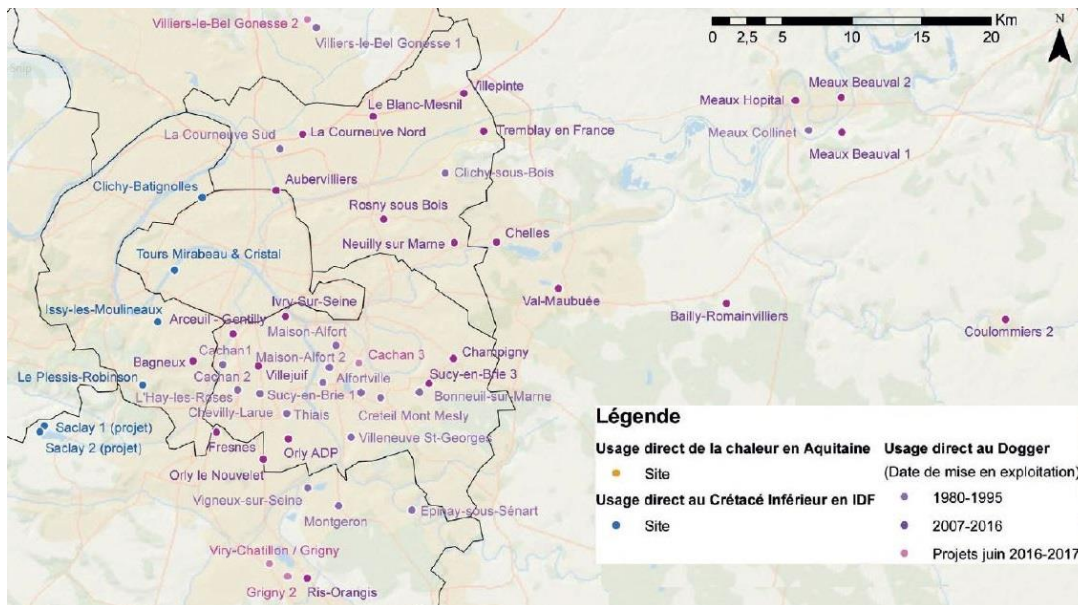 Villiers-le-Bel Gonesse 2
Villiers-le-Bel Gonesse 1
Km
0 2,5 5 10 15 20
N
Villepinte
Le Blanc-Mesnil
Meaux Beauval 2
Meaux Hopital
La Courneuve Sud
La Courneuve Nord
Tremblay en France
Meaux Collinet
Meaux Beauval 1
Clichy-sous-Bois
Clichy-Batignolles
Aubervilliers
Rosny sous Bois
Neuilly sur Marne
Chelles
Tours Mirabeau & Cristal
Val-Maubuée
Bailly-Romainvilliers
Coulommiers 2
Issy-les-Moulineaux
Ivry-Sur-Seine
Arceuil - Gentilly
Maison-Alfort
Cachan1
Maison-Alfort 2
Cachan 3
Champigny
Bagneux
Cachan 2
Villejuif
Alfortville
Sucy-en-Brie 3
Le Plessis-Robinson
L'Hay-les-Roses
Sucy-en-Brie 1
Bonneuil-sur-Marne
Chevilly-Larue
Thiais
Creteil Mont Mesly
Saclay 1 (projet)
Saclay 2 (projet)
Fresnes
Orly ADP
Villeneuve St-Georges
Orly le Nouvelet
Vigneux-sur-Seine
Montgeron
Epinay-sous-Sénart
Viry-Chatillon / Grigny
Grigny 2
Ris-Orangis
Légende
Usage direct de la chaleur en Aquitaine
Site
Usage direct au Crétacé Inférieur en IDF
Site
Usage direct au Dogger
(Date de mise en exploitation)
1980-1995
2007-2016
Projets juin 2016-2017